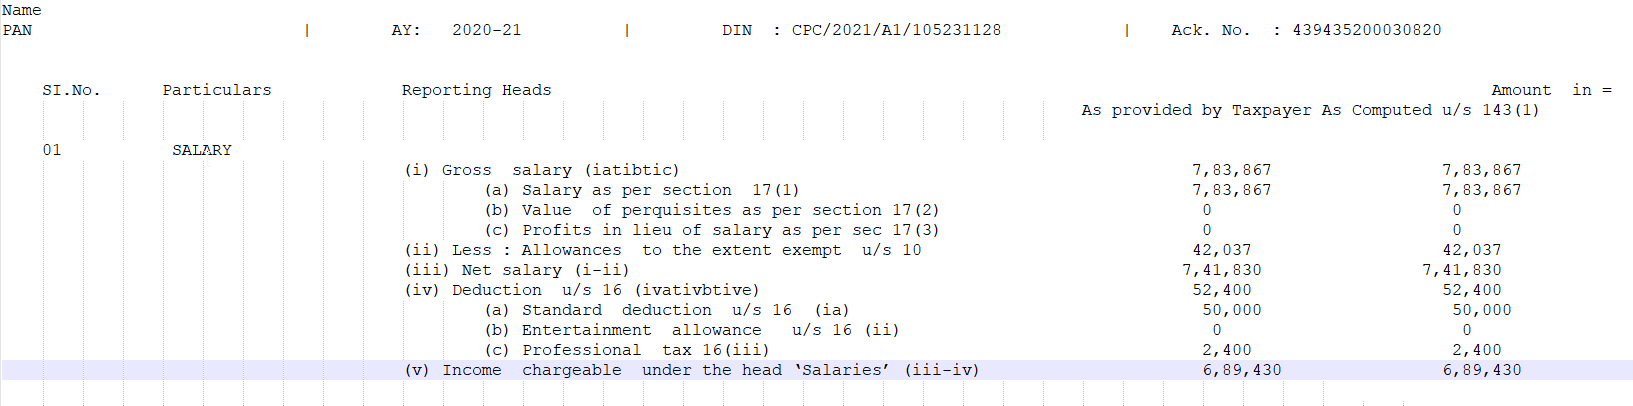 Name
PAN | AY: 2020-21 | DIN : CPC/2021/A1/105231128 | Ack. No. : 439435200030820
SI.No. Particulars Reporting Heads Amount in =
As provided by Taxpayer As Computed u/s 143(1)
01 SALARY
(i) Gross salary (iatibtic) 7,83,867 7,83,867
(a) Salary as per section 17(1) 7,83,867 7,83,867
(b) Value of perquisites as per section 17(2) 0 0
(c) Profits in lieu of salary as per sec 17(3) 0 0
(ii) Less : Allowances to the extent exempt u/s 10 42,037 42,037
(iii) Net salary (i-ii) 7,41,830 7,41,830
(iv) Deduction u/s 16 (ivativbtive) 52,400 52,400
(a) Standard deduction u/s 16 (ia) 50,000 50,000
(b) Entertainment allowance u/s 16 (ii) 0 0
(c) Professional tax 16(iii) 2,400 2,400
(v) Income chargeable under the head ‘Salaries’ (iii-iv) 6,89,430 6,89,430